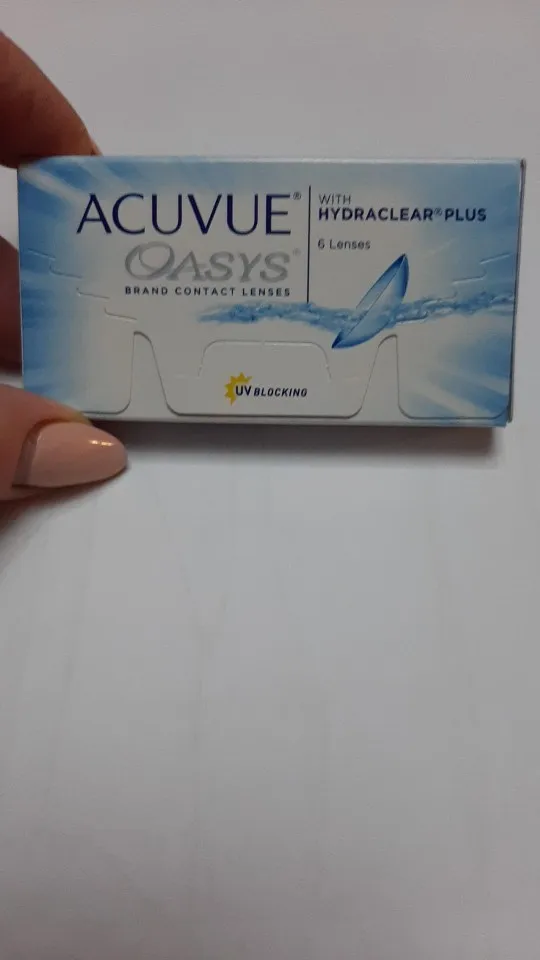 ACUVUE®
OASYS®
BRAND CONTACT LENSES
WITH
HYDRACLEAR® PLUS
6 Lenses
UV BLOCKING